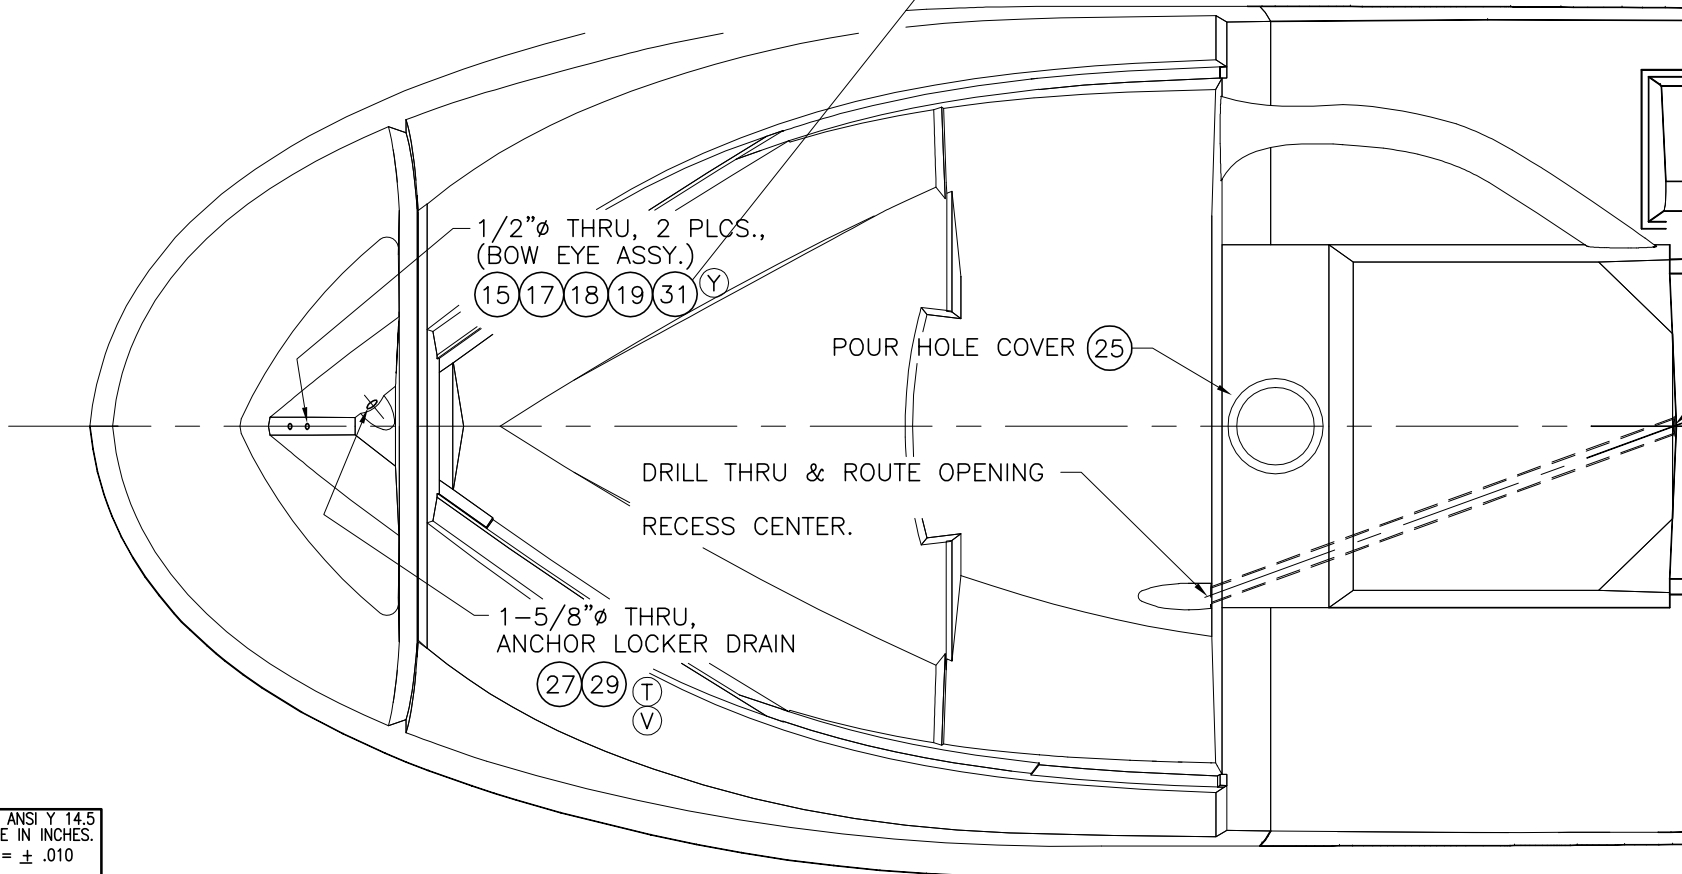 1/2"ø THRU, 2 PLCS.,
(BOW EYE ASSY.)
15 17 18 19 31 Y
POUR HOLE COVER 25
DRILL THRU & ROUTE OPENING
RECESS CENTER.
1-5/8"ø THRU,
ANCHOR LOCKER DRAIN
27 29 T
V
ANSI Y 14.5
E IN INCHES.
= ± .010